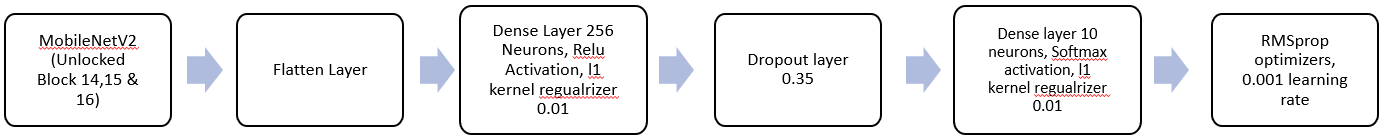 MobileNetV2
(Unlocked
Block 14,15 &
16)
Flatten Layer
Dense Layer 256
Neurons, Relu
Activation, l1
kernel regualrizer
0.01
Dropout layer
0.35
Dense layer 10
neurons, Softmax
activation, l1
kernel regualrizer
0.01
RMSprop
optimizers,
0.001 learning
rate